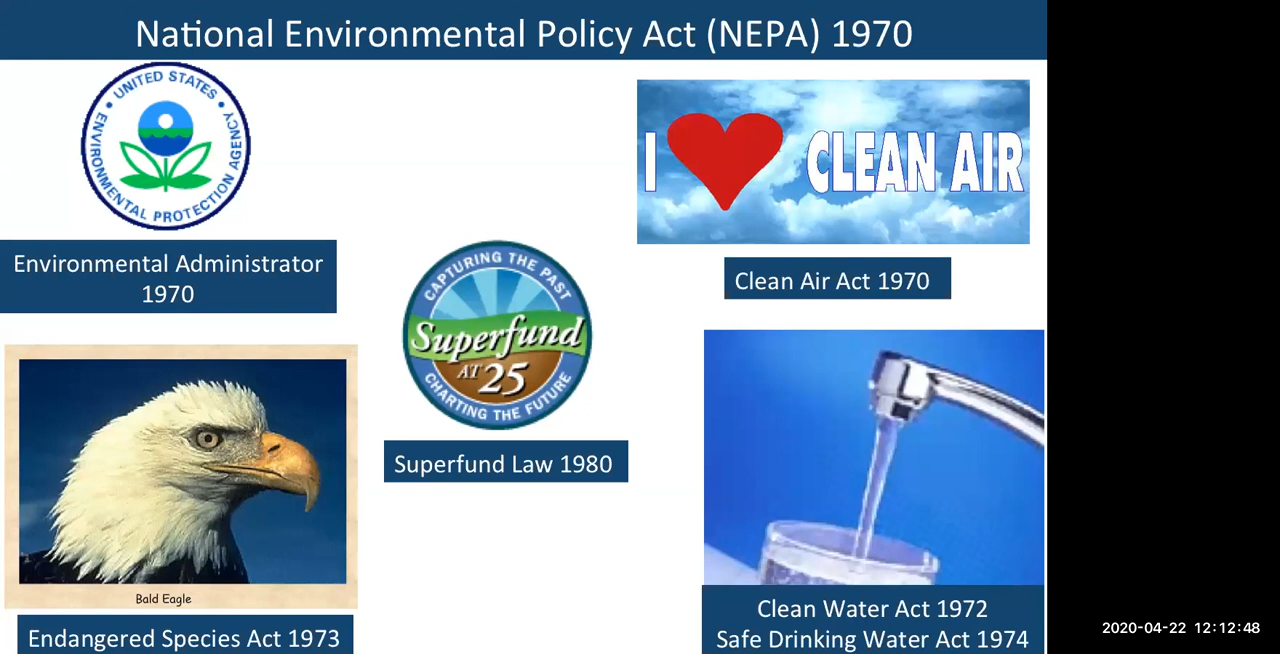 National Environmental Policy Act (NEPA) 1970
UNITED STATES
ENVIRONMENTAL PROTECTION AGENCY
Environmental Administrator
1970
I CLEAN AIR
Clean Air Act 1970
CAPTURING THE PAST
Superfund
AT 25
CHARTING THE FUTURE
Superfund Law 1980
Bald Eagle
Endangered Species Act 1973
Clean Water Act 1972
Safe Drinking Water Act 1974
2020-04-22 12:12:48